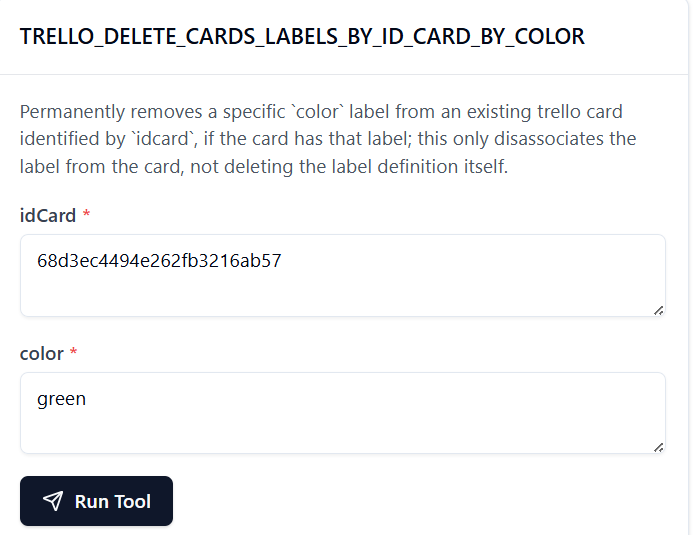 TRELLO_DELETE_CARDS_LABELS_BY_ID_CARD_BY_COLOR
Permanently removes a specific `color` label from an existing trello card
identified by `idcard`, if the card has that label; this only disassociates the
label from the card, not deleting the label definition itself.
idCard *
68d3ec4494e262fb3216ab57
color *
green
Run Tool